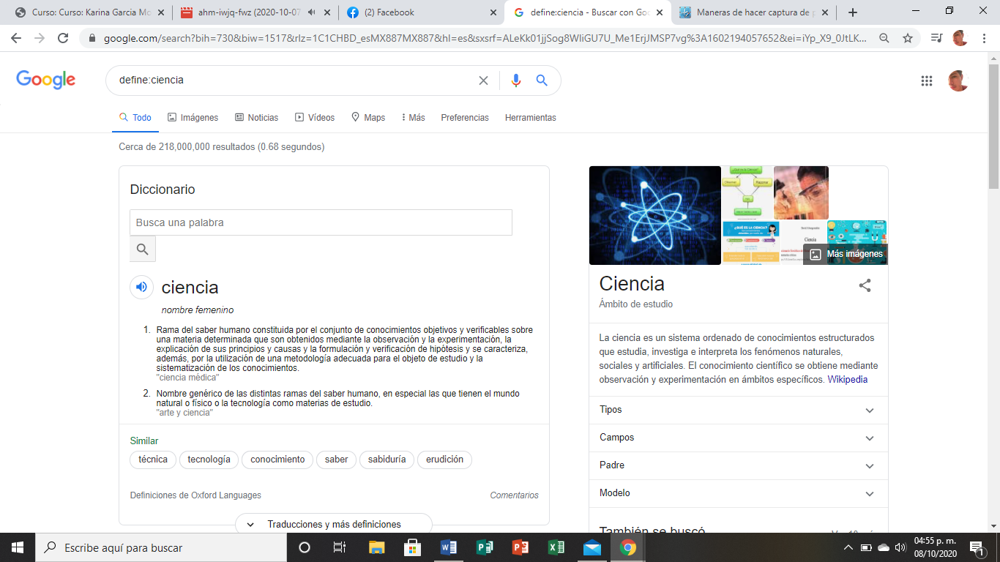 Curso: Curso: Karina Garcia Mo
ahm-iwjq-fwz (2020-10-07
(2) Facebook
define:ciencia - Buscar con Goo
Maneras de hacer captura de p
google.com/search?bih=730&biw=1517&rlz=1C1CHBD_esMX887MX887&hl=es&sxsrf=ALeKk01jjSog8WIiGU7U_Me1ErjJMSP7vg%3A1602194057652&ei=iYp_X9_0JtLK...
Google
define:ciencia
Todo
Imágenes
Noticias
Vídeos
Maps
Más
Preferencias
Herramientas
Cerca de 218,000,000 resultados (0.68 segundos)
Diccionario
Busca una palabra
ciencia
nombre femenino
1. Rama del saber humano constituida por el conjunto de conocimientos objetivos y verificables sobre
una materia determinada que son obtenidos mediante la observación y la experimentación, la
explicación de sus principios y causas y la formulación y verificación de hipótesis y se caracteriza,
además, por la utilización de una metodología adecuada para el objeto de estudio y la
sistematización de los conocimientos.
"ciencia médica"
2. Nombre genérico de las distintas ramas del saber humano, en especial las que tienen el mundo
natural o físico o la tecnología como materias de estudio.
"arte y ciencia"
Similar
técnica
tecnología
conocimiento
saber
sabiduría
erudición
Definiciones de Oxford Languages
Comentarios
Traducciones y más definiciones
¿QUÉ ES LA CIENCIA?
Ciencia
Más imágenes
Ciencia
Ámbito de estudio
La ciencia es un sistema ordenado de conocimientos estructurados
que estudia, investiga e interpreta los fenómenos naturales,
sociales y artificiales. El conocimiento científico se obtiene mediante
observación y experimentación en ámbitos específicos. Wikipedia
Tipos
Campos
Padre
Modelo
También se buscó
Escribe aquí para buscar
04:55 p. m.
08/10/2020
1